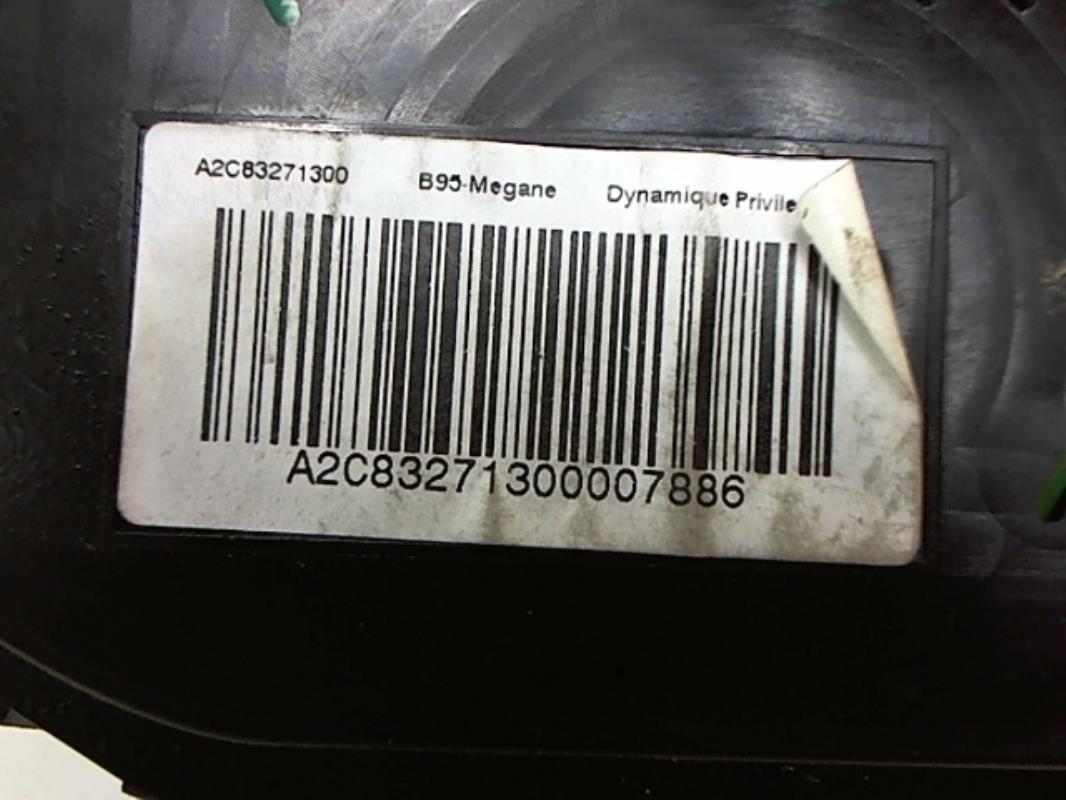 A2C83271300 B95-Megane Dynamique Privile
A2C83271300007886